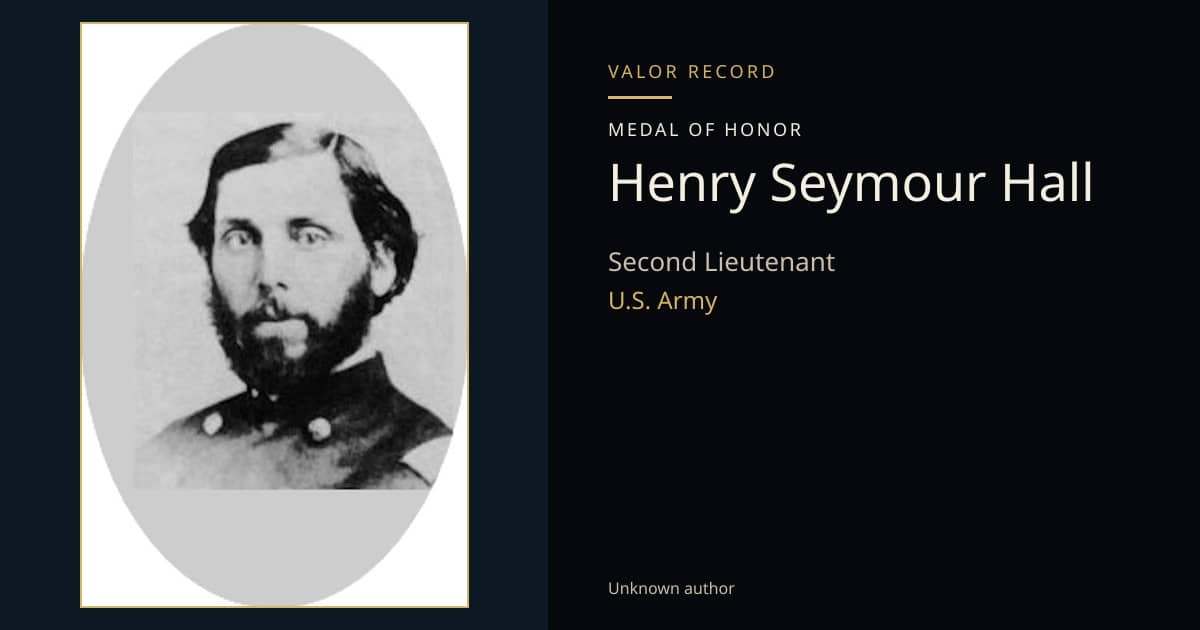 VALOR RECORD
MEDAL OF HONOR
Henry Seymour Hall
Second Lieutenant
U.S. Army
Unknown author